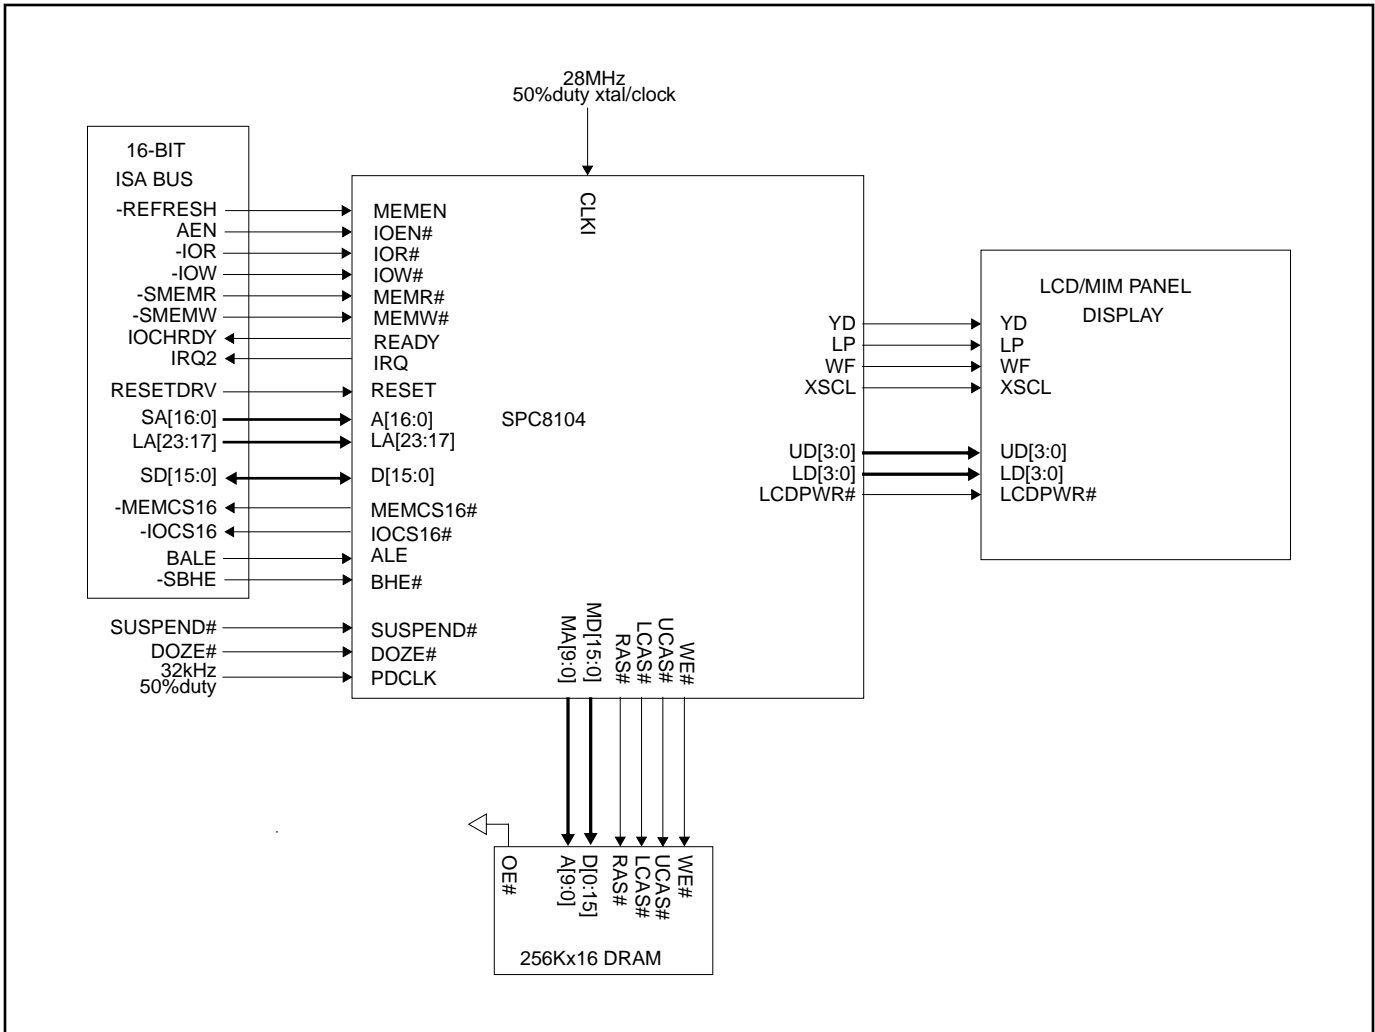 28MHz
50%duty xtal/clock
16-BIT
ISA BUS
-REFRESH
AEN
-IOR
-IOW
-SMEMR
-SMEMW
IOCHRDY
IRQ2
RESETDRV
SA[16:0]
LA[23:17]
SD[15:0]
-MEMCS16
-IOCS16
BALE
-SBHE
SUSPEND#
DOZE#
32kHz
50%duty
CLKI
MEMEN
IOEN#
IOR#
IOW#
MEMR#
MEMW#
READY
IRQ
RESET
A[16:0]
LA[23:17]
D[15:0]
MEMCS16#
IOCS16#
ALE
BHE#
SUSPEND#
DOZE#
PDCLK
SPC8104
YD
LP
WF
XSCL
UD[3:0]
LD[3:0]
LCDPWR#
LCD/MIM PANEL
DISPLAY
YD
LP
WF
XSCL
UD[3:0]
LD[3:0]
LCDPWR#
MA[9:0]
MD[15:0]
RAS#
LCAS#
UCAS#
WE#
OE#
A[9:0]
D[0:15]
RAS#
LCAS#
UCAS#
WE#
256Kx16 DRAM